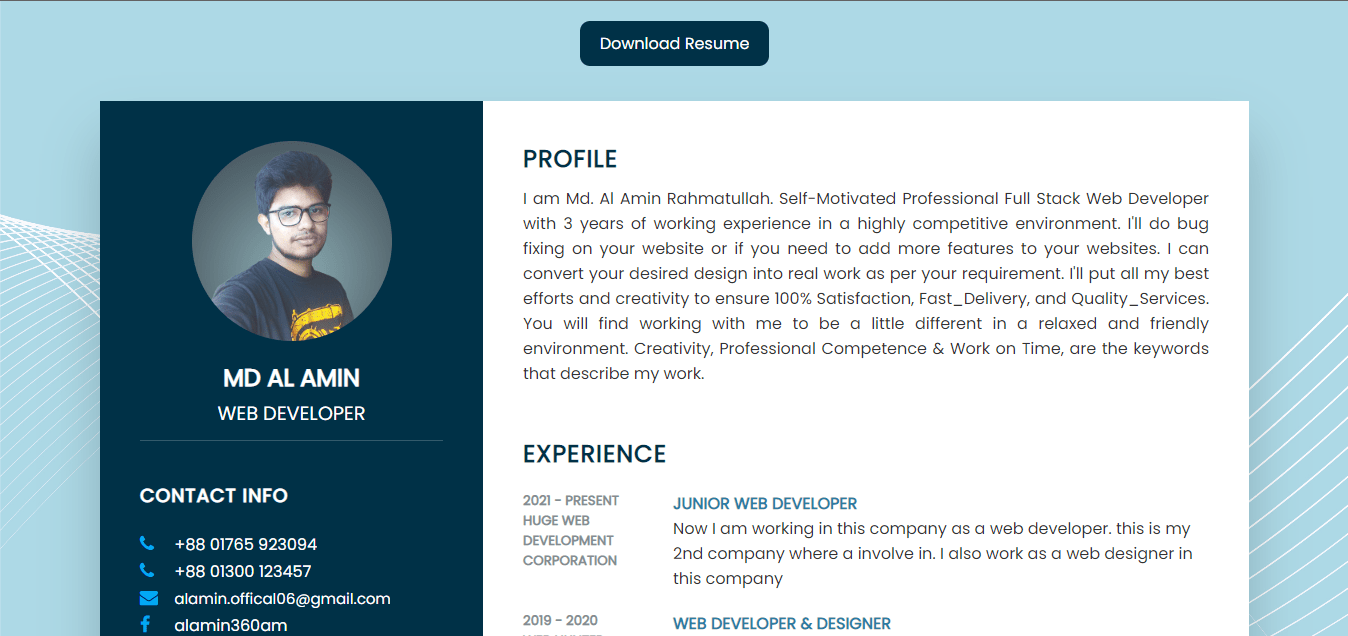 Download Resume
MD AL AMIN
WEB DEVELOPER
CONTACT INFO
+88 01765 923094
+88 01300 123457
alamin.offical06@gmail.com
alamin360am
PROFILE
I am Md. Al Amin Rahmatullah. Self-Motivated Professional Full Stack Web Developer
with 3 years of working experience in a highly competitive environment. I'll do bug
fixing on your website or if you need to add more features to your websites. I can
convert your desired design into real work as per your requirement. I'll put all my best
efforts and creativity to ensure 100% Satisfaction, Fast_Delivery, and Quality_Services.
You will find working with me to be a little different in a relaxed and friendly
environment. Creativity, Professional Competence & Work on Time, are the keywords
that describe my work.
EXPERIENCE
2021 - PRESENT
HUGE WEB
DEVELOPMENT
CORPORATION
JUNIOR WEB DEVELOPER
Now I am working in this company as a web developer. this is my
2nd company where a involve in. I also work as a web designer in
this company
2019 - 2020
WEB DEVELOPER & DESIGNER